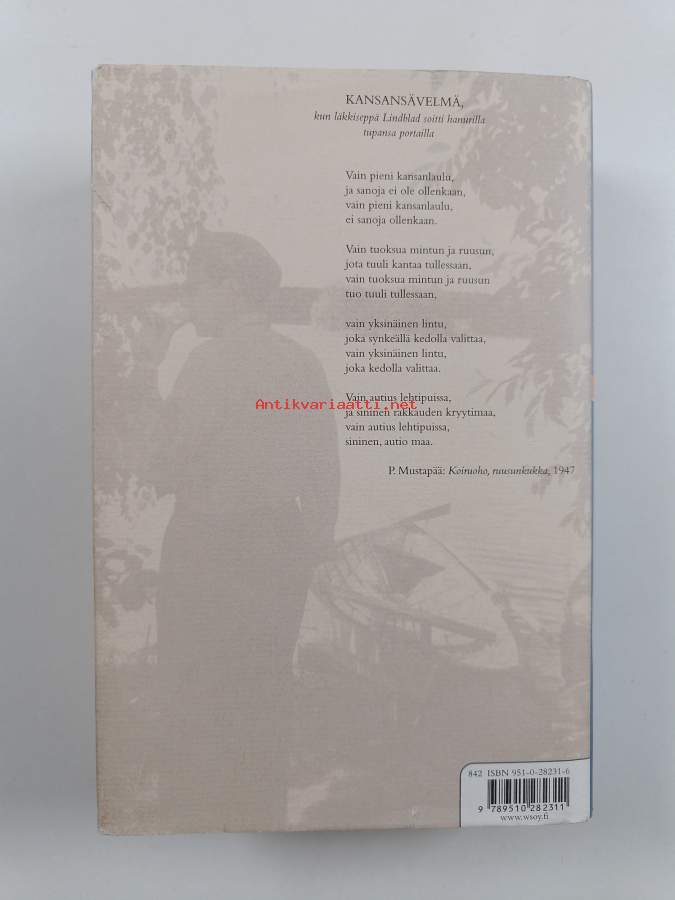 KANSANSÄVELMÄ,
kun läkkiseppä Lindblad soitti hanurilla
tupansa portailla
Vain pieni kansanlaulu,
ja sanoja ei ole ollenkaan,
vain pieni kansanlaulu,
ei sanoja ollenkaan.
Vain tuoksua mintun ja ruusun,
jota tuuli kantaa tullessaan,
vain tuoksua mintun ja ruusun
tuo tuuli tullessaan,
vain yksinäinen lintu,
joka synkeällä kedolla valittaa,
vain yksinäinen lintu,
joka kedolla valittaa.
Vain autius lehtipuissa,
Antikvariaatti.net
ja sininen rakkauden kryytimaa,
vain autius lehtipuissa,
sininen, autio maa.
P. Mustapää: Koiruoho, ruusunkukka, 1947
842 ISBN 951-0-28231-6
9 789510 282311
www.wsoy.fi